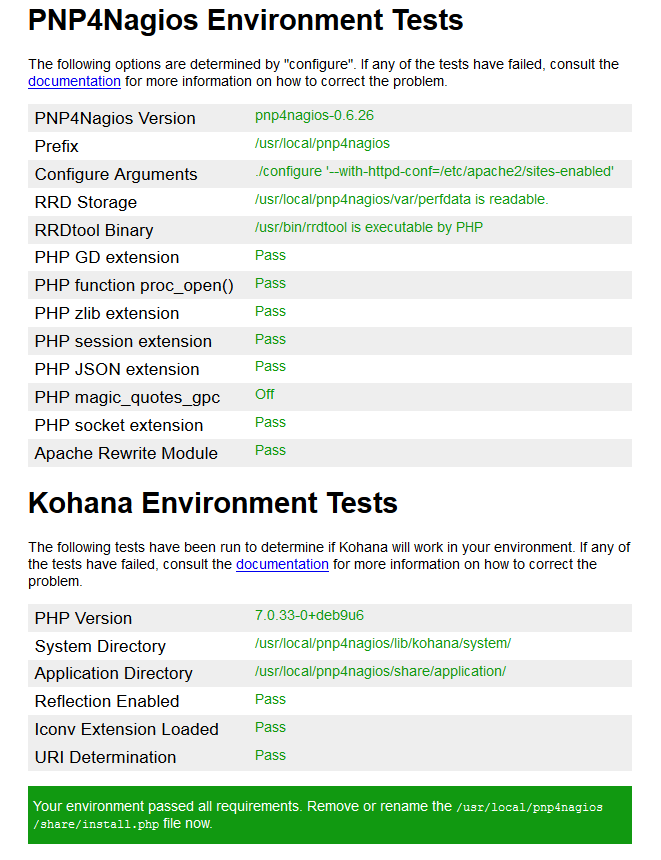 PNP4Nagios Environment Tests
The following options are determined by "configure". If any of the tests have failed, consult the
documentation for more information on how to correct the problem.
PNP4Nagios Version pnp4nagios-0.6.26
Prefix /usr/local/pnp4nagios
Configure Arguments ./configure '--with-httpd-conf=/etc/apache2/sites-enabled'
RRD Storage /usr/local/pnp4nagios/var/perfdata is readable.
RRDtool Binary /usr/bin/rrdtool is executable by PHP
PHP GD extension Pass
PHP function proc_open() Pass
PHP zlib extension Pass
PHP session extension Pass
PHP JSON extension Pass
PHP magic_quotes_gpc Off
PHP socket extension Pass
Apache Rewrite Module Pass
Kohana Environment Tests
The following tests have been run to determine if Kohana will work in your environment. If any of
the tests have failed, consult the documentation for more information on how to correct the
problem.
PHP Version 7.0.33-0+deb9u6
System Directory /usr/local/pnp4nagios/lib/kohana/system/
Application Directory /usr/local/pnp4nagios/share/application/
Reflection Enabled Pass
Iconv Extension Loaded Pass
URI Determination Pass
Your environment passed all requirements. Remove or rename the /usr/local/pnp4nagios
/share/install.php file now.